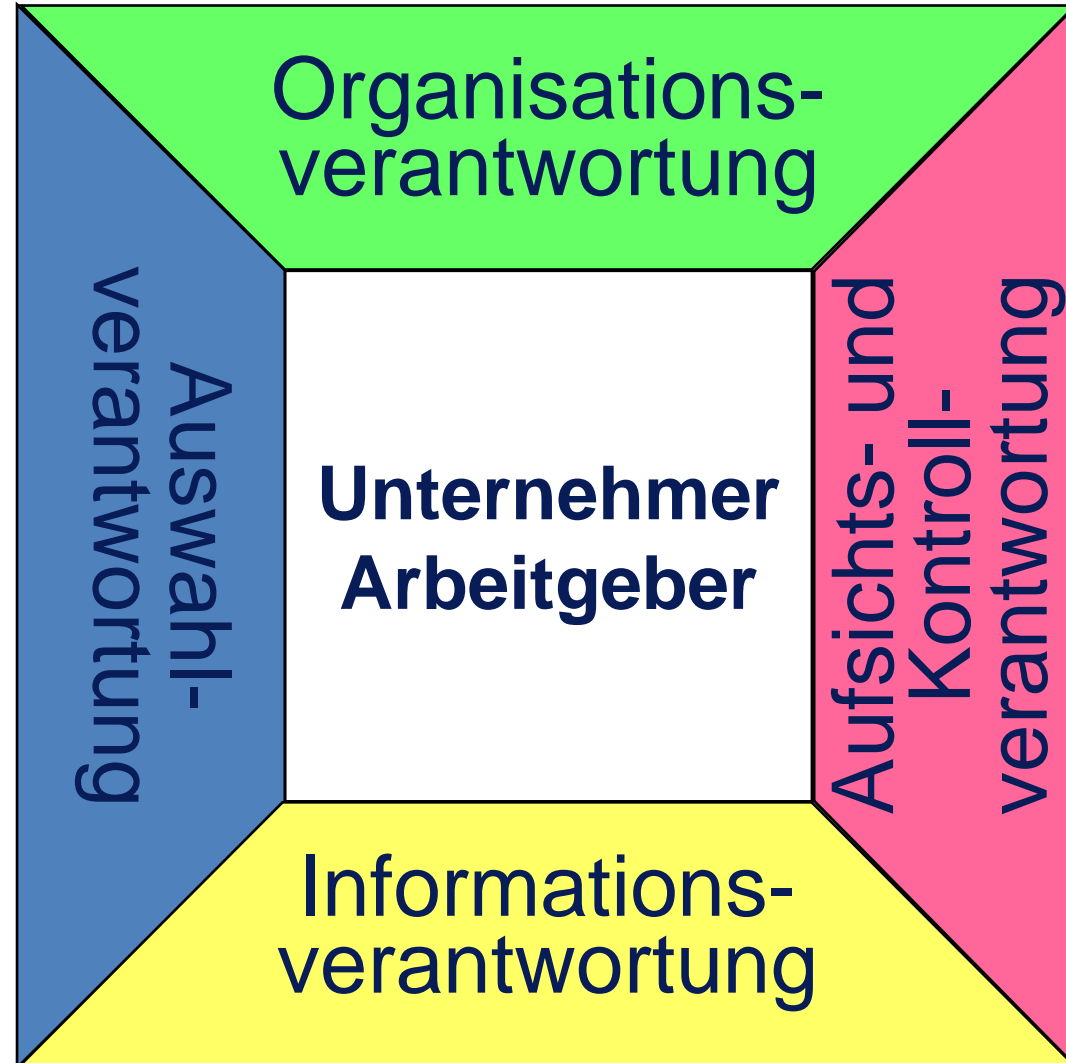 Organisations-
verantwortung
Auswahl-
verantwortung
Unternehmer
Arbeitgeber
Aufsichts- und
Kontroll-
verantwortung
Informations-
verantwortung